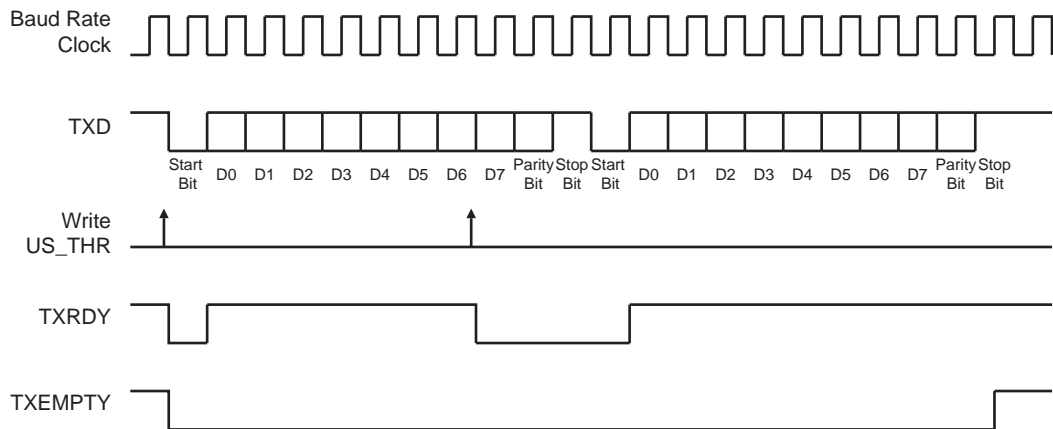 Baud Rate
Clock
TXD
Start
Bit
D0
D1
D2
D3
D4
D5
D6
D7
Parity
Bit
Stop
Bit
Start
Bit
D0
D1
D2
D3
D4
D5
D6
D7
Parity
Bit
Stop
Bit
Write
US_THR
TXRDY
TXEMPTY